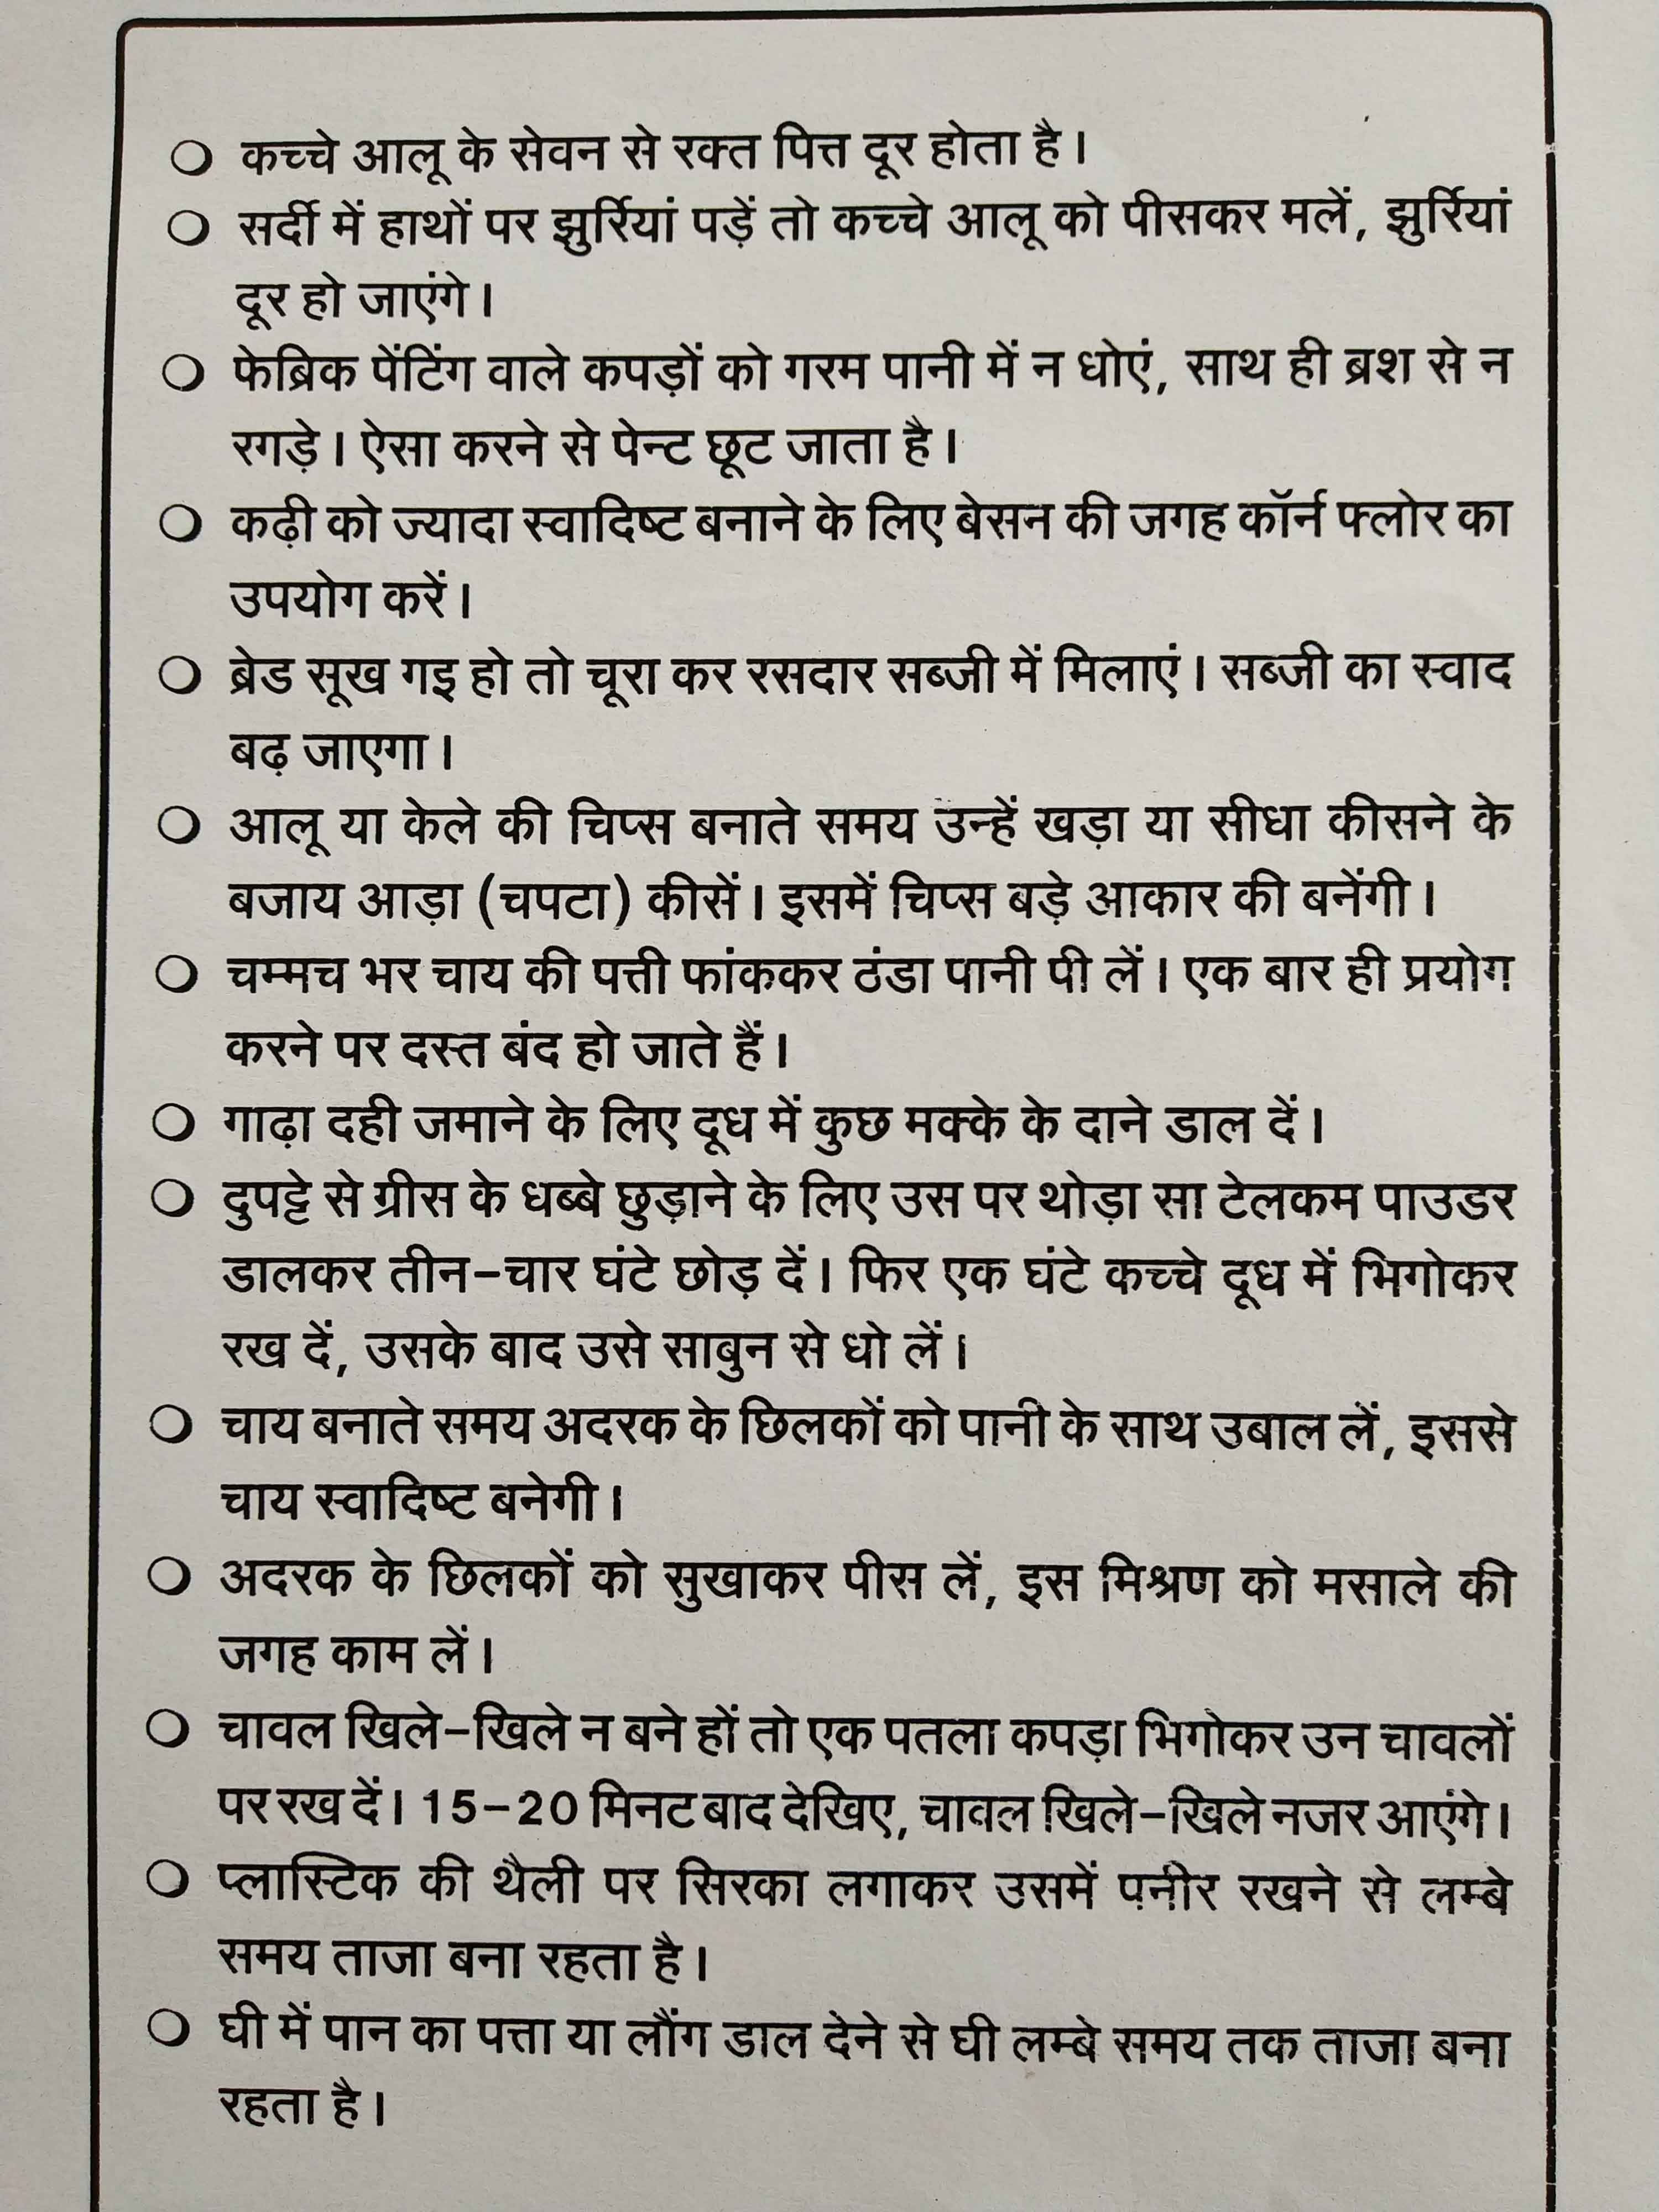 ○ कच्चे आलू के सेवन से रक्त पित्त दूर होता है।
○ सर्दी में हाथों पर झुर्रियां पड़ें तो कच्चे आलू को पीसकर मलें, झुर्रियां
दूर हो जाएंगे।
○ फेब्रिक पेंटिंग वाले कपड़ों को गरम पानी में न धोएं, साथ ही ब्रश से न
रगड़े। ऐसा करने से पेन्ट छूट जाता है।
○ कढ़ी को ज्यादा स्वादिष्ट बनाने के लिए बेसन की जगह कॉर्न फ्लोर का
उपयोग करें।
○ ब्रेड सूख गइ हो तो चूरा कर रसदार सब्जी में मिलाएं। सब्जी का स्वाद
बढ़ जाएगा।
○ आलू या केले की चिप्स बनाते समय उन्हें खड़ा या सीधा कीसने के
बजाय आड़ा (चपटा) कीसें। इसमें चिप्स बड़े आकार की बनेंगी।
○ चम्मच भर चाय की पत्ती फांककर ठंडा पानी पी लें। एक बार ही प्रयोग
करने पर दस्त बंद हो जाते हैं।
○ गाढ़ा दही जमाने के लिए दूध में कुछ मक्के के दाने डाल दें।
○ दुपट्टे से ग्रीस के धब्बे छुड़ाने के लिए उस पर थोड़ा सा टेलकम पाउडर
डालकर तीन-चार घंटे छोड़ दें। फिर एक घंटे कच्चे दूध में भिगोकर
रख दें, उसके बाद उसे साबुन से धो लें।
○ चाय बनाते समय अदरक के छिलकों को पानी के साथ उबाल लें, इससे
चाय स्वादिष्ट बनेगी।
○ अदरक के छिलकों को सुखाकर पीस लें, इस मिश्रण को मसाले की
जगह काम लें।
○ चावल खिले-खिले न बने हों तो एक पतला कपड़ा भिगोकर उन चावलों
पर रख दें। 15-20 मिनट बाद देखिए, चावल खिले-खिले नजर आएंगे।
○ प्लास्टिक की थैली पर सिरका लगाकर उसमें पनीर रखने से लम्बे
समय ताजा बना रहता है।
○ घी में पान का पत्ता या लौंग डाल देने से घी लम्बे समय तक ताजा बना
रहता है।